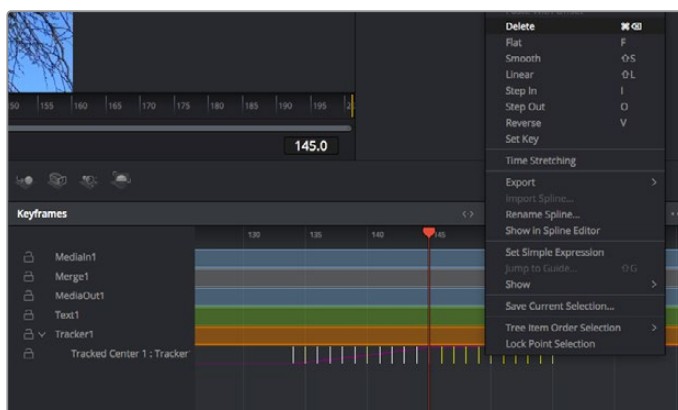 Delete ⌘⌫
Flat F
Smooth ⇧S
Linear ⇧L
Step In I
Step Out O
Reverse V
Set Key
Time Stretching
Export >
Import Spline...
Rename Spline...
Show in Spline Editor
Set Simple Expression
Jump to Guide... ⇧G
Show >
Save Current Selection...
Tree Item Order Selection >
Lock Point Selection
50 155 160 165 170 175 180 185 190 195
145.0
Keyframes <>
130 135 140 145
MediaIn1
Merge1
MediaOut1
Text1
Tracker1
Tracked Center 1 : Tracker